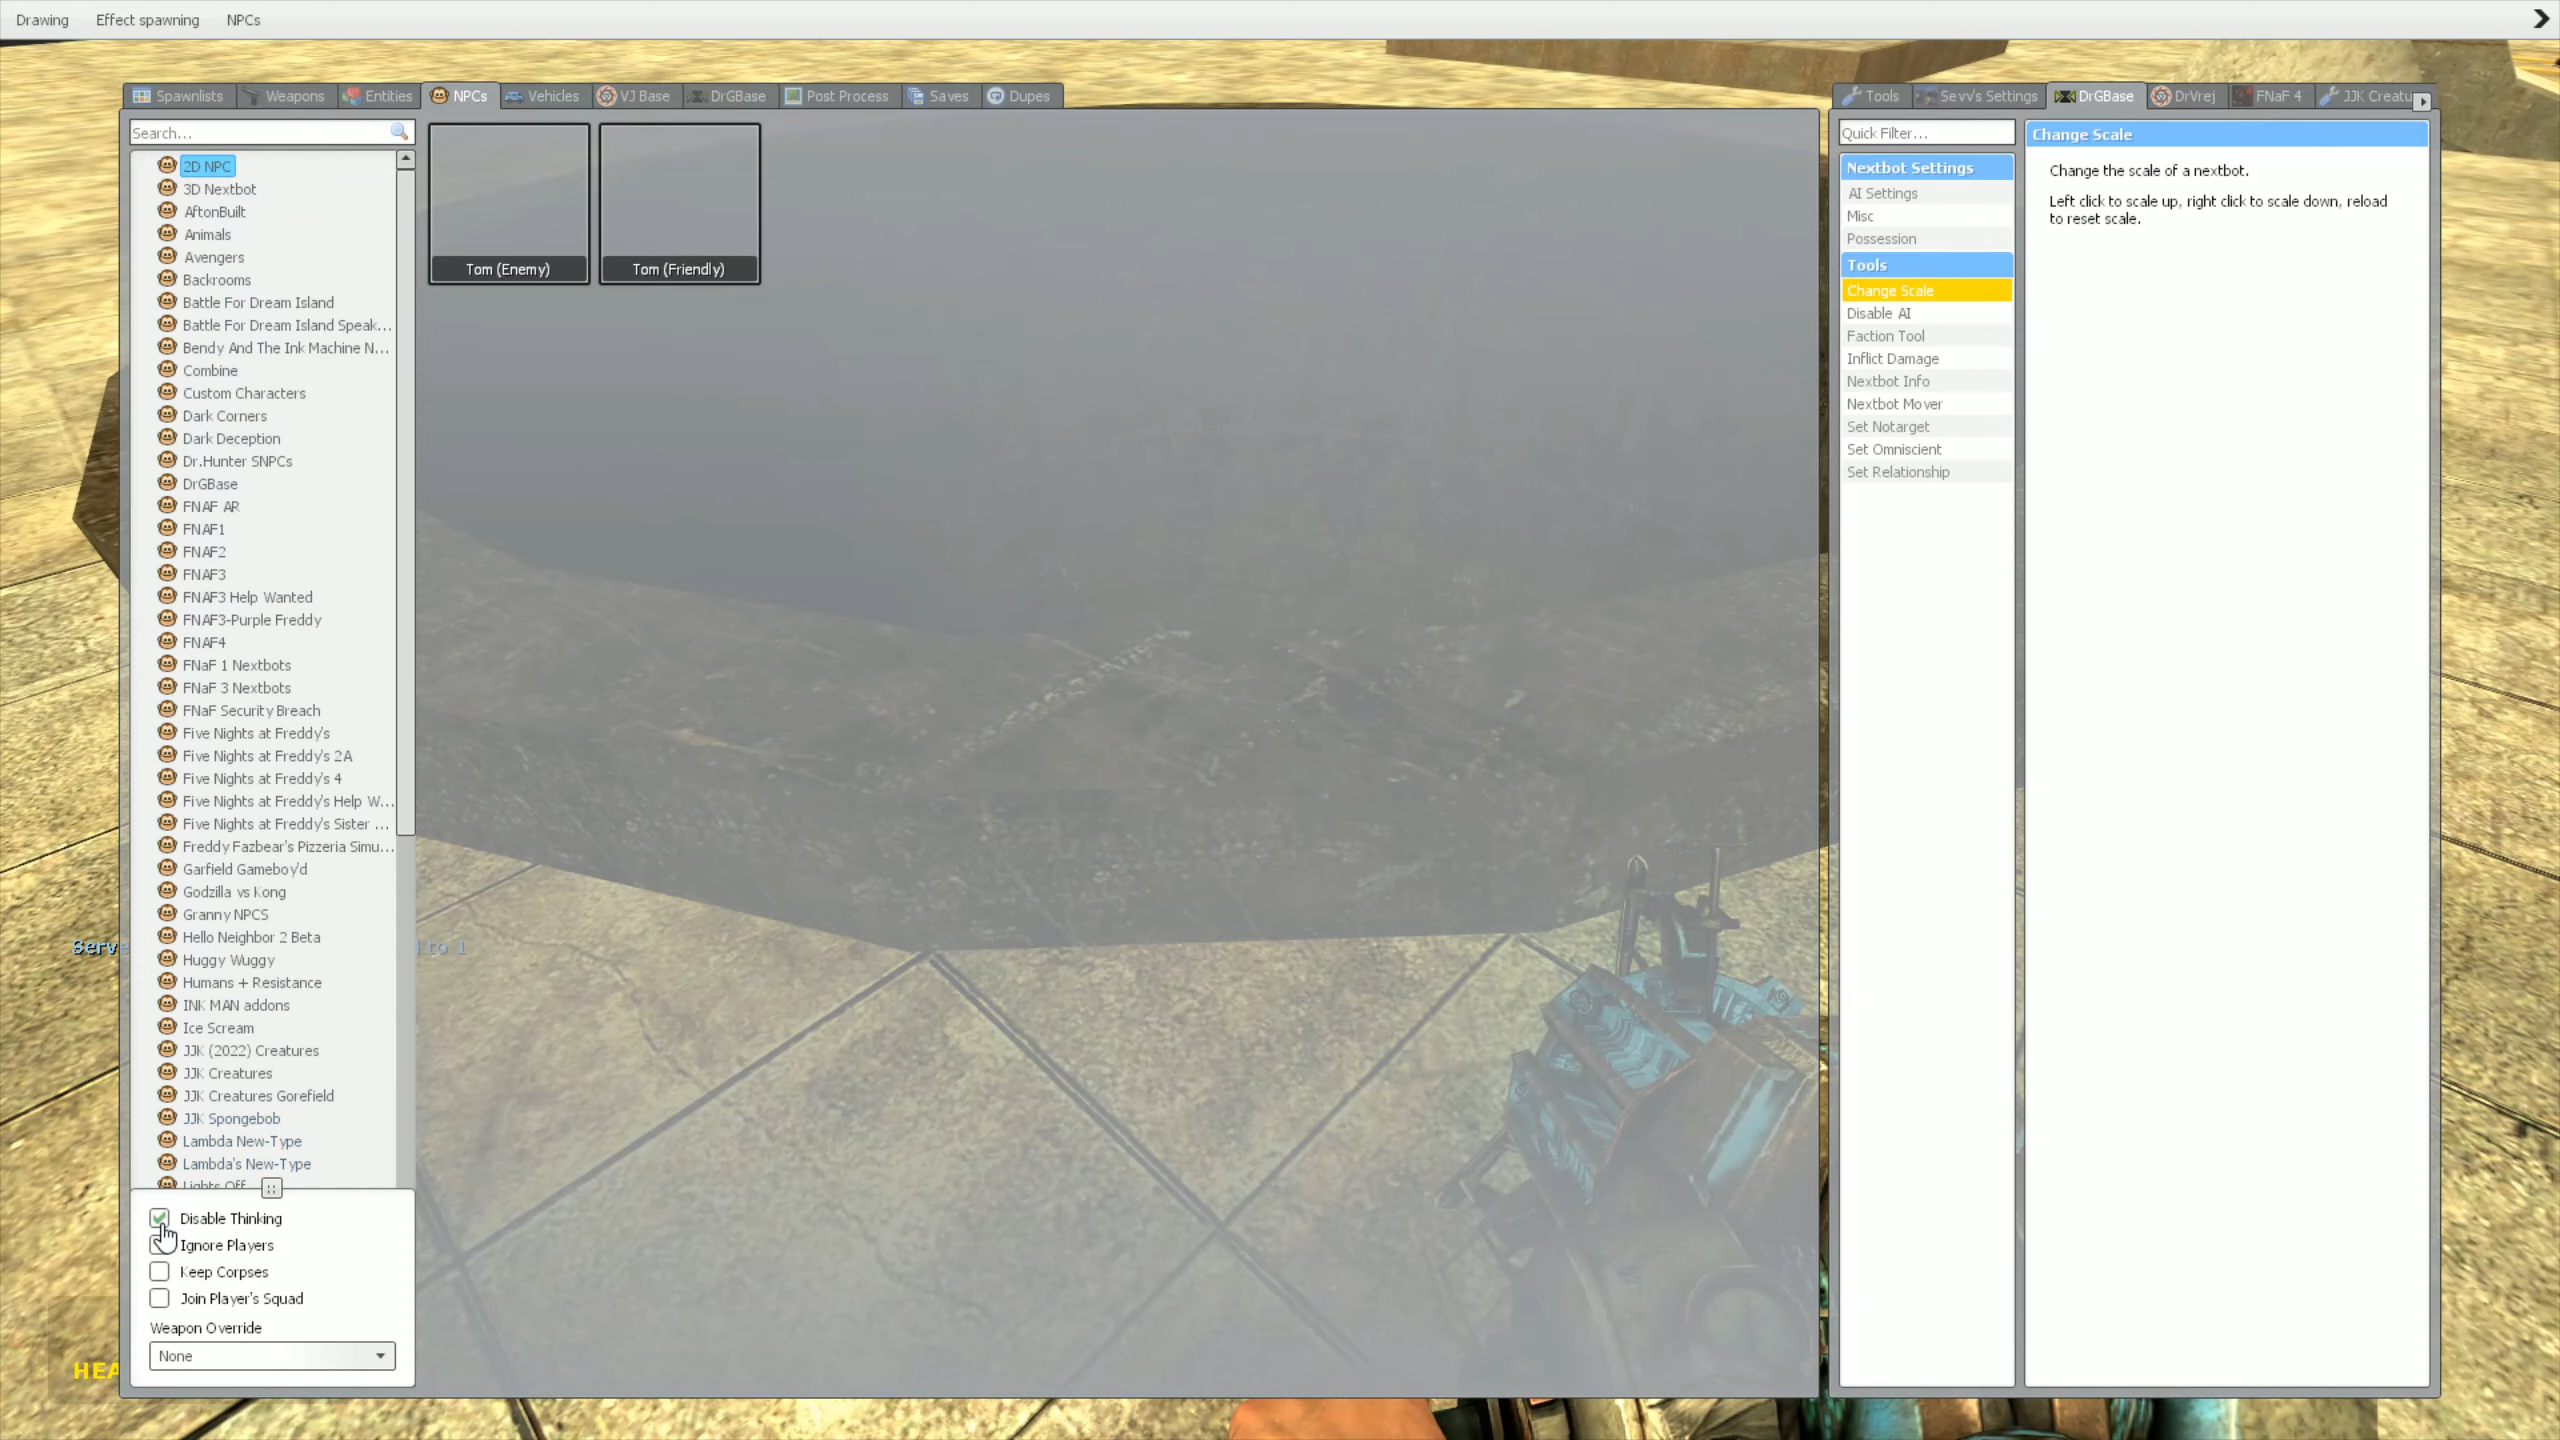 Drawing Effect spawning NPCs
Spawnlists Weapons Entities NPCs Vehicles VJ Base DrGBase Post Process Saves Dupes
Search...
2D NPC
3D Nextbot
AftonBuilt
Animals
Avengers
Backrooms
Battle For Dream Island
Battle For Dream Island Speak...
Bendy And The Ink Machine N...
Combine
Custom Characters
Dark Corners
Dark Deception
Dr.Hunter SNPCs
DrGBase
FNAF AR
FNAF1
FNAF2
FNAF3
FNAF3 Help Wanted
FNAF3-Purple Freddy
FNAF4
FNaF 1 Nextbots
FNaF 3 Nextbots
FNaF Security Breach
Five Nights at Freddy's
Five Nights at Freddy's 2A
Five Nights at Freddy's 4
Five Nights at Freddy's Help W...
Five Nights at Freddy's Sister ...
Freddy Fazbear's Pizzeria Simu...
Garfield Gameboy'd
Godzilla vs Kong
Granny NPCS
Hello Neighbor 2 Beta
Huggy Wuggy
Humans + Resistance
INK MAN addons
Ice Scream
JJK (2022) Creatures
JJK Creatures
JJK Creatures Gorefield
JJK Spongebob
Lambda New-Type
Lambda's New-Type
Lights Off
Disable Thinking
Ignore Players
Keep Corpses
Join Player's Squad
Weapon Override
None
Tom (Enemy)
Tom (Friendly)
Serve
to 1
HEA
Tools Sevv's Settings DrGBase DrVrej FNaF 4 JJK Creatu
Quick Filter...
Nextbot Settings
AI Settings
Misc
Possession
Tools
Change Scale
Disable AI
Faction Tool
Inflict Damage
Nextbot Info
Nextbot Mover
Set Notarget
Set Omniscient
Set Relationship
Change Scale
Change the scale of a nextbot.
Left click to scale up, right click to scale down, reload
to reset scale.